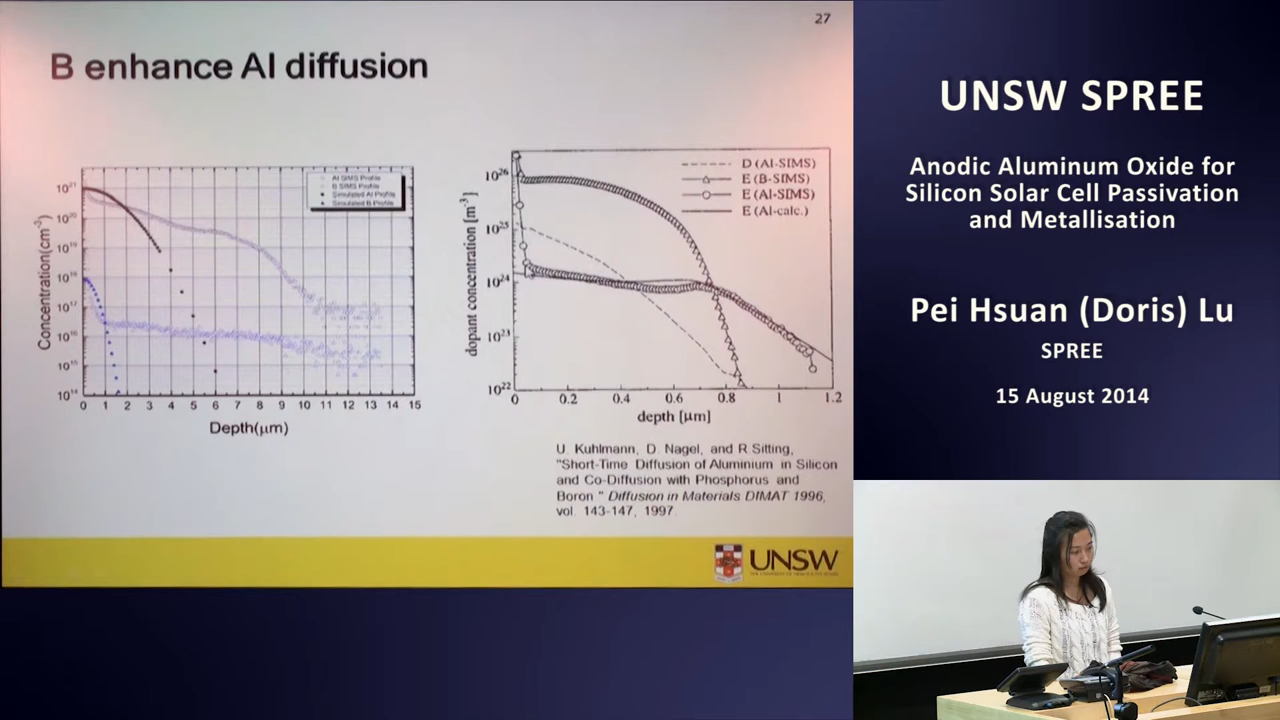 27
B enhance Al diffusion
Al SIMS Profile
B SIMS Profile
Simulated Al Profile
Simulated B Profile
10²¹
10²⁰
10¹⁹
10¹⁸
10¹⁷
10¹⁶
10¹⁵
10¹⁴
Concentration(cm⁻³)
0 1 2 3 4 5 6 7 8 9 10 11 12 13 14 15
Depth(μm)
D (Al-SIMS)
E (B-SIMS)
E (Al-SIMS)
E (Al-calc.)
10²⁶
10²⁵
10²⁴
10²³
10²²
dopant concentration [m⁻³]
0 0.2 0.4 0.6 0.8 1 1.2
depth [μm]
U. Kuhlmann, D. Nagel, and R.Sitting,
"Short-Time Diffusion of Aluminium in Silicon
and Co-Diffusion with Phosphorus and
Boron " Diffusion in Materials DIMAT 1996,
vol. 143-147, 1997.
UNSW
UNSW SPREE
Anodic Aluminum Oxide for
Silicon Solar Cell Passivation
and Metallisation
Pei Hsuan (Doris) Lu
SPREE
15 August 2014